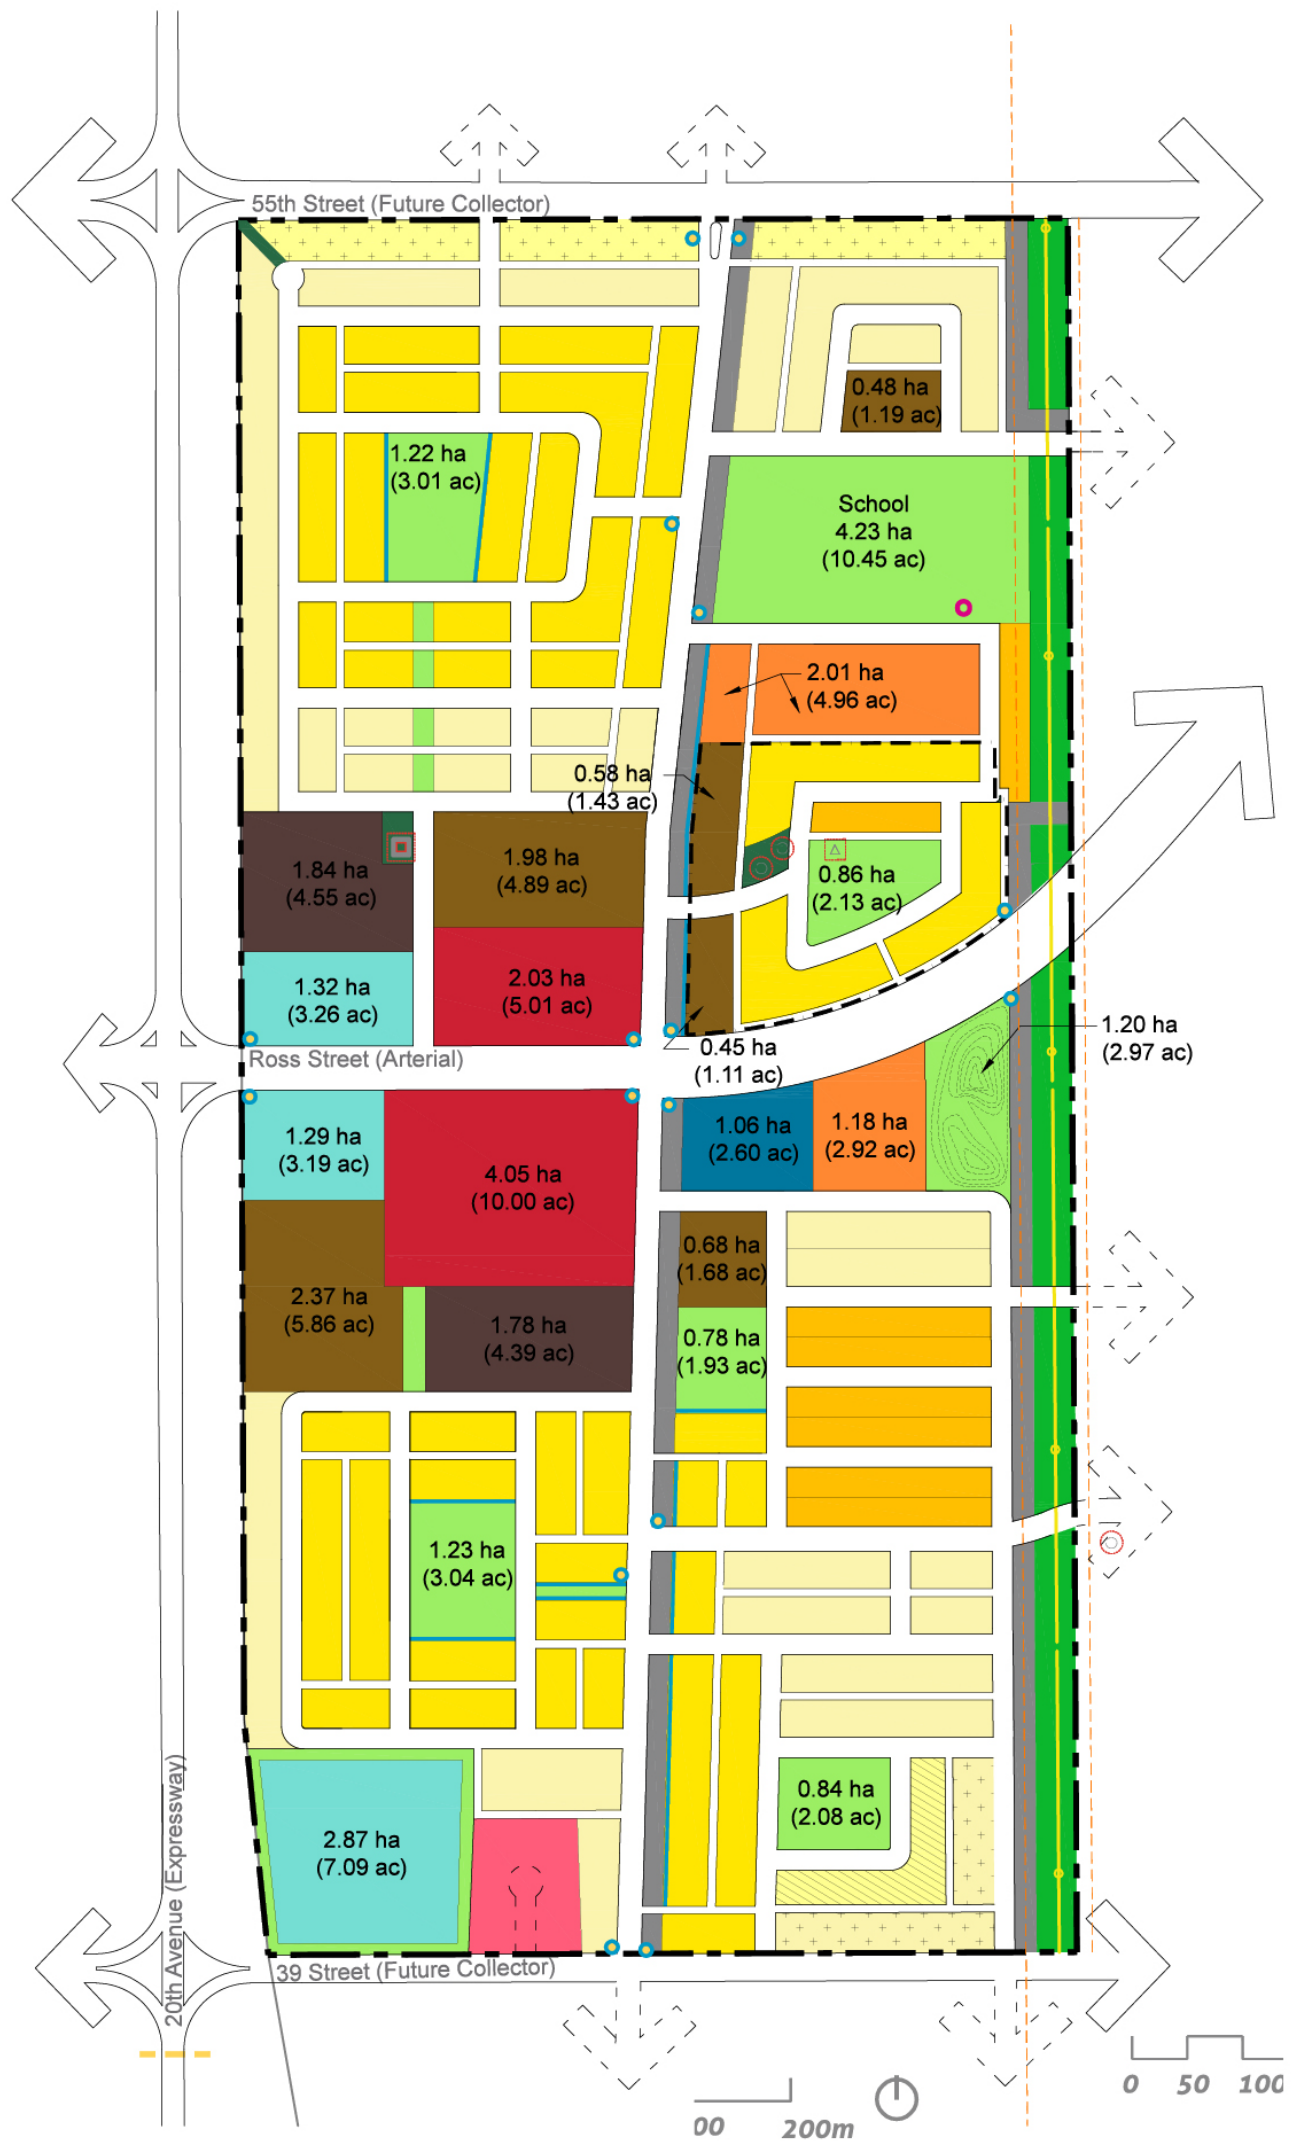 55th Street (Future Collector)
0.48 ha
(1.19 ac)
1.22 ha
(3.01 ac)
School
4.23 ha
(10.45 ac)
2.01 ha
(4.96 ac)
0.58 ha
(1.43 ac)
1.84 ha
(4.55 ac)
1.98 ha
(4.89 ac)
0.86 ha
(2.13 ac)
1.32 ha
(3.26 ac)
2.03 ha
(5.01 ac)
Ross Street (Arterial)
0.45 ha
(1.11 ac)
1.20 ha
(2.97 ac)
1.29 ha
(3.19 ac)
4.05 ha
(10.00 ac)
1.06 ha
(2.60 ac)
1.18 ha
(2.92 ac)
0.68 ha
(1.68 ac)
2.37 ha
(5.86 ac)
1.78 ha
(4.39 ac)
0.78 ha
(1.93 ac)
1.23 ha
(3.04 ac)
0.84 ha
(2.08 ac)
2.87 ha
(7.09 ac)
20th Avenue (Expressway)
39 Street (Future Collector)
0 50 100
00 200m